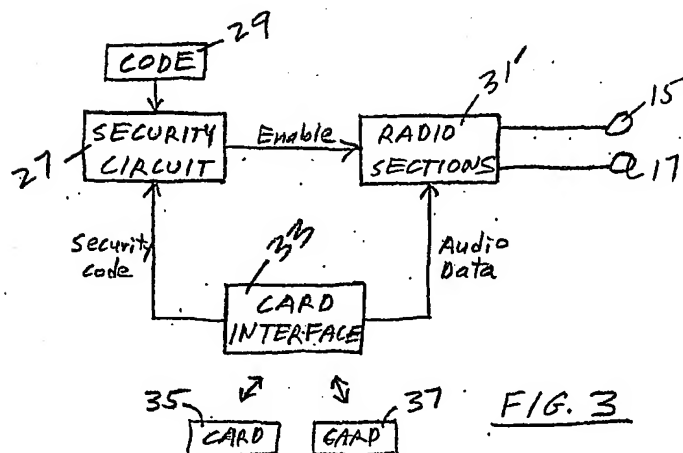 29
CODE
31'
15
SECURITY
CIRCUIT
27
Enable
RADIO
SECTIONS
17
Security
Code
33
Audio
Data
CARD
INTERFACE
35
37
CARD
CARD
FIG. 3